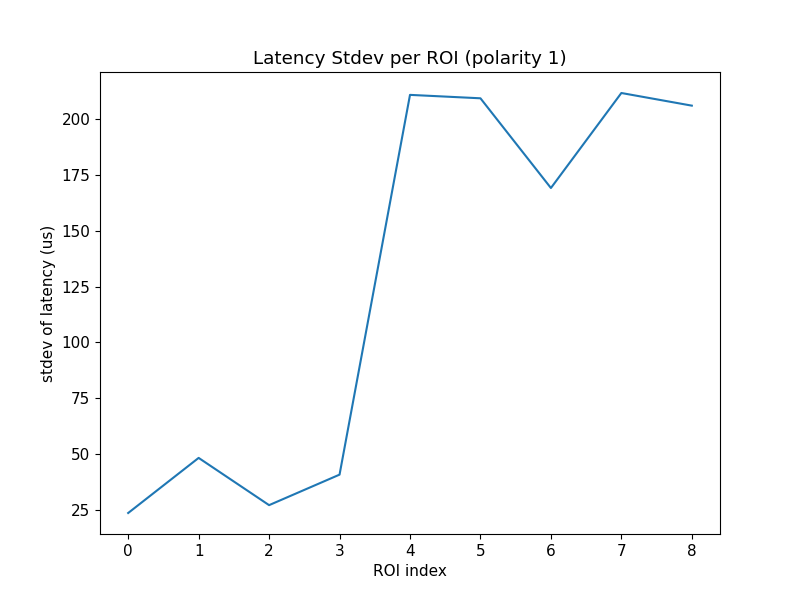 Latency Stdev per ROI (polarity 1)
200
175
150
125
100
75
50
25
stdev of latency (us)
0 1 2 3 4 5 6 7 8
ROI index